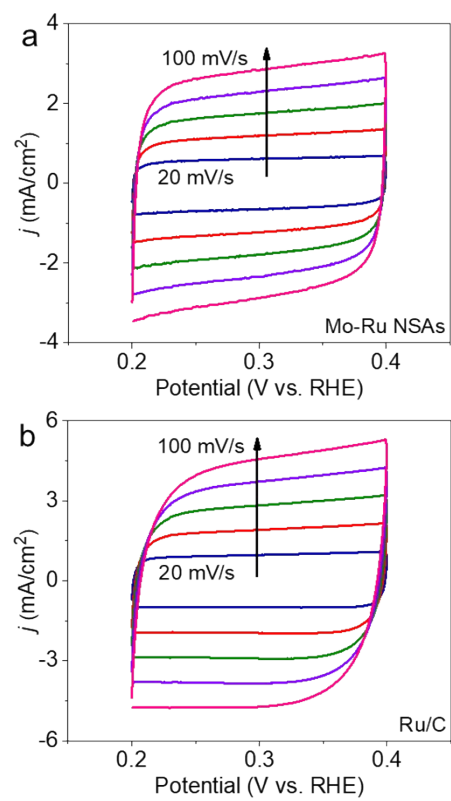 a
4
100 mV/s
2
0
20 mV/s
-2
-4
Mo-Ru NSAs
0.2
0.3
0.4
j (mA/cm²)
Potential (V vs. RHE)
b
6
100 mV/s
3
0
20 mV/s
-3
-6
Ru/C
0.2
0.3
0.4
j (mA/cm²)
Potential (V vs. RHE)